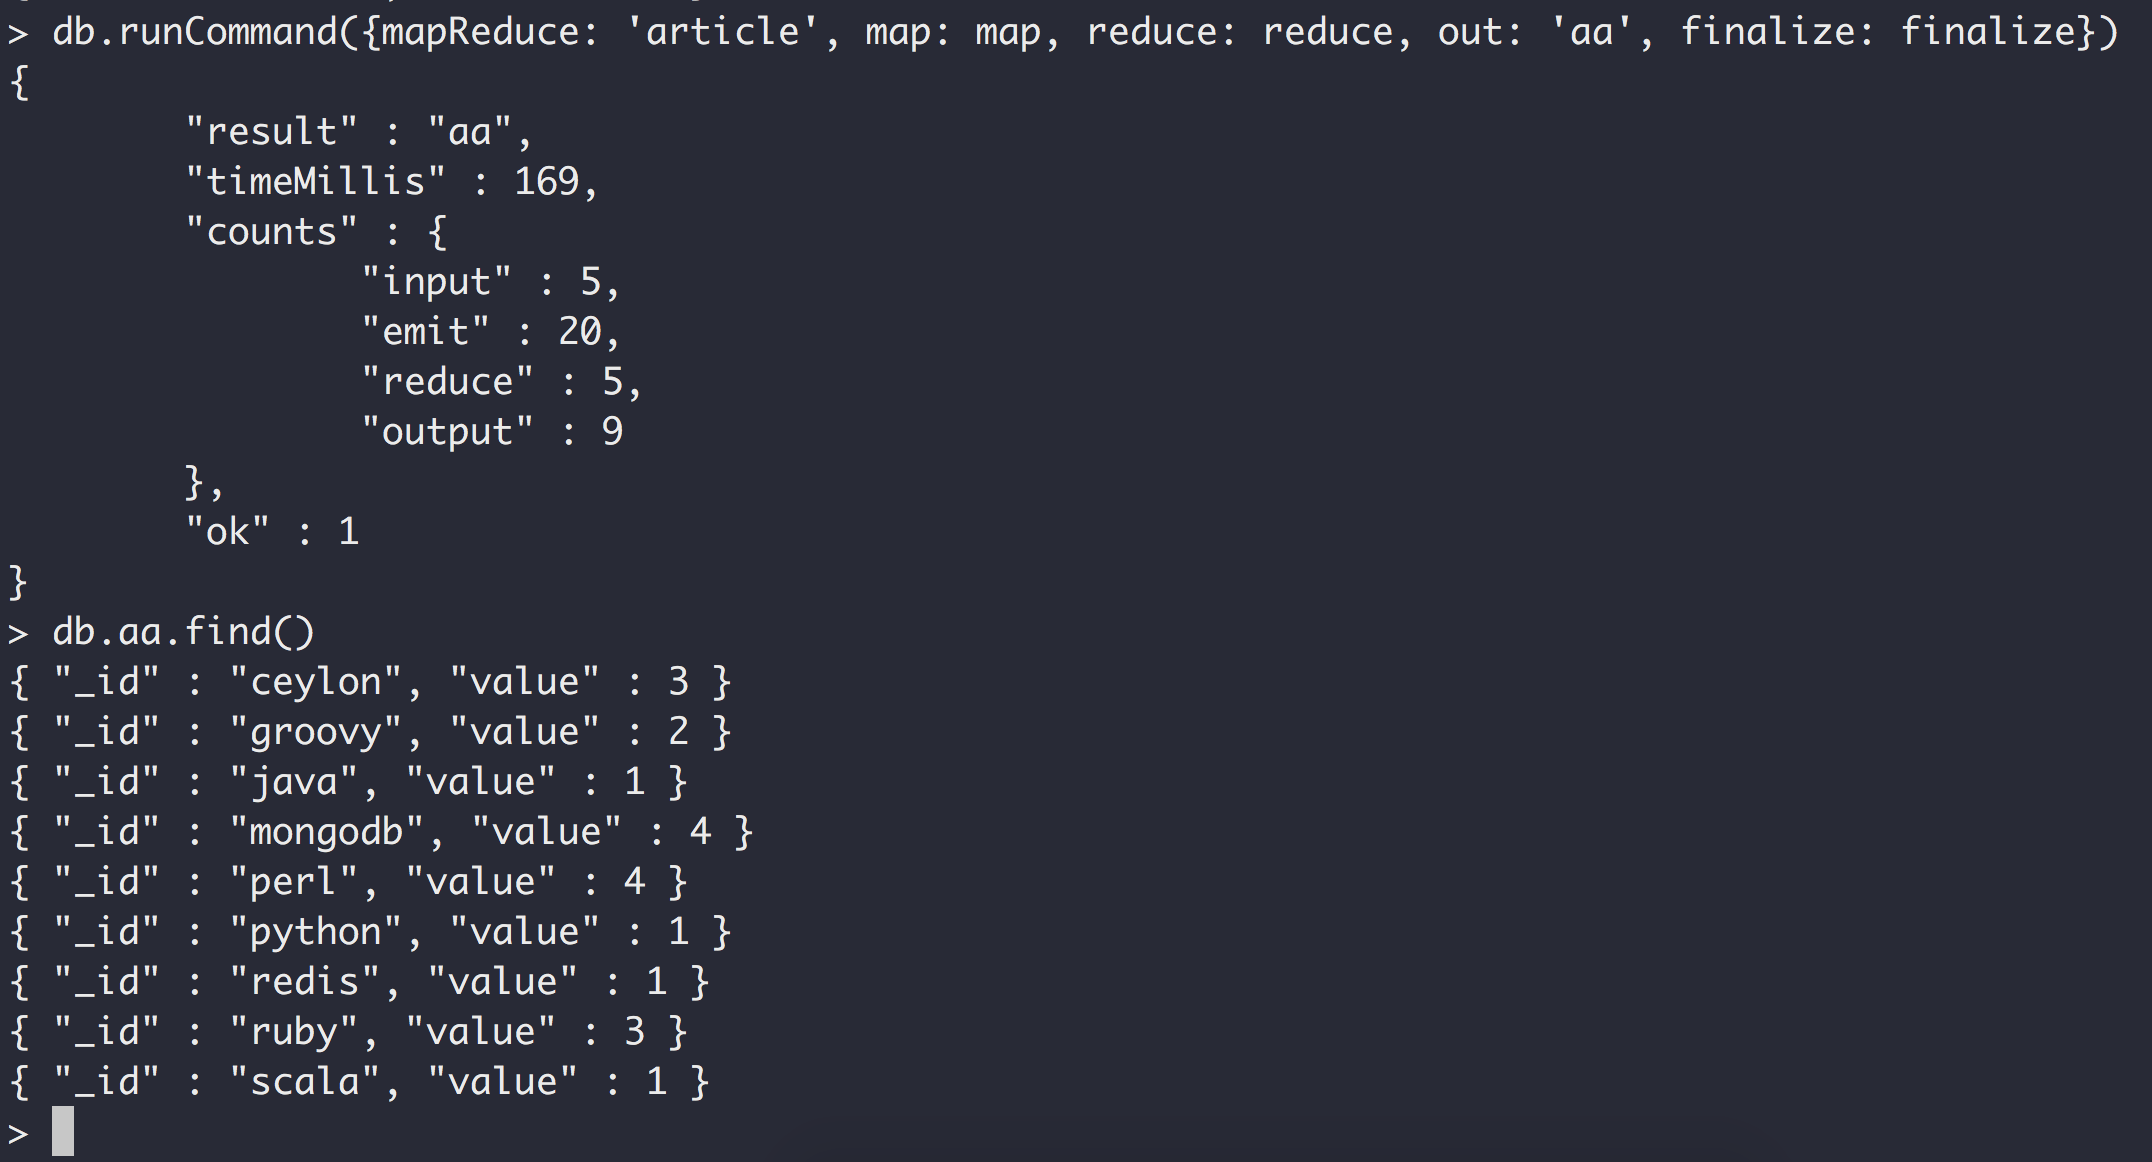 > db.runCommand({mapReduce: 'article', map: map, reduce: reduce, out: 'aa', finalize: finalize})
{
        "result" : "aa",
        "timeMillis" : 169,
        "counts" : {
                "input" : 5,
                "emit" : 20,
                "reduce" : 5,
                "output" : 9
        },
        "ok" : 1
}
> db.aa.find()
{ "_id" : "ceylon", "value" : 3 }
{ "_id" : "groovy", "value" : 2 }
{ "_id" : "java", "value" : 1 }
{ "_id" : "mongodb", "value" : 4 }
{ "_id" : "perl", "value" : 4 }
{ "_id" : "python", "value" : 1 }
{ "_id" : "redis", "value" : 1 }
{ "_id" : "ruby", "value" : 3 }
{ "_id" : "scala", "value" : 1 }
>